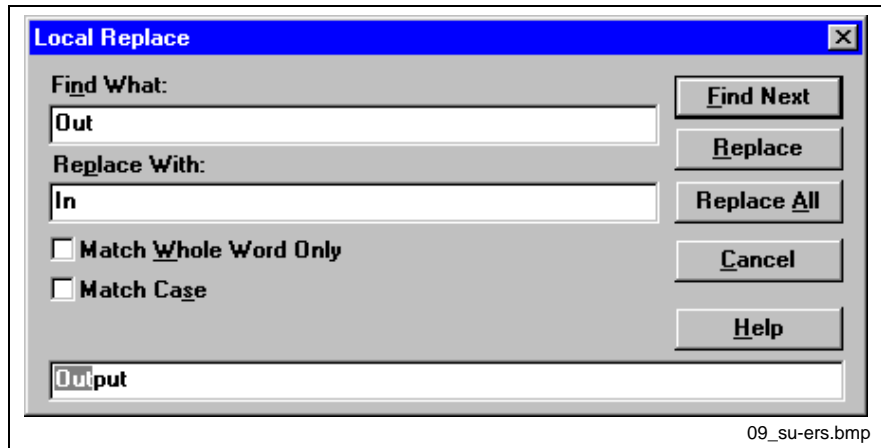 Local Replace
Find What:
Out
Replace With:
In
Match Whole Word Only
Match Case
Find Next
Replace
Replace All
Cancel
Help
Output
09_su-ers.bmp